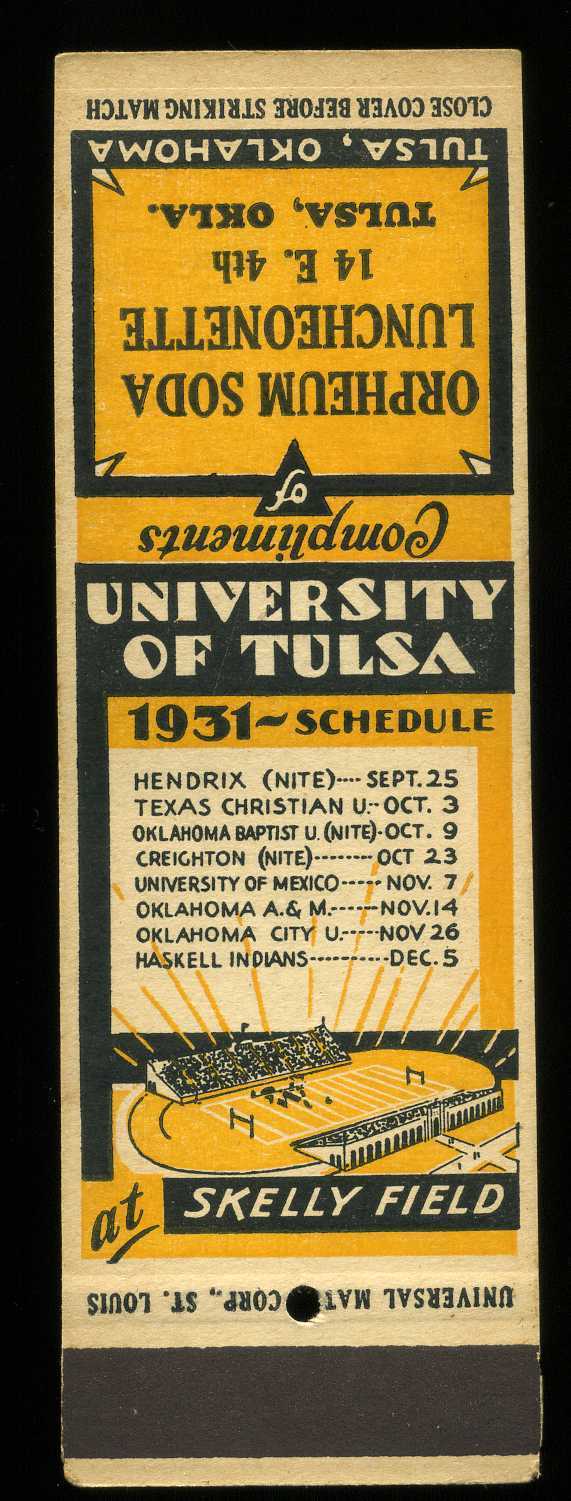 CLOSE COVER BEFORE STRIKING MATCH
TULSA, OKLAHOMA
ORPHEUM SODA
LUNCHEONETTE
14 E. 4th
TULSA, OKLA.
Compliments
of
UNIVERSITY
OF TULSA
1931~SCHEDULE
HENDRIX (NITE)---- SEPT. 25
TEXAS CHRISTIAN U.-- OCT. 3
OKLAHOMA BAPTIST U. (NITE)-OCT. 9
CREIGHTON (NITE)-------- OCT 23
UNIVERSITY OF MEXICO----- NOV. 7
OKLAHOMA A. & M.------NOV. 14
OKLAHOMA CITY U.-----NOV 26
HASKELL INDIANS----------DEC. 5
at SKELLY FIELD
UNIVERSAL MAT CORP., ST. LOUIS